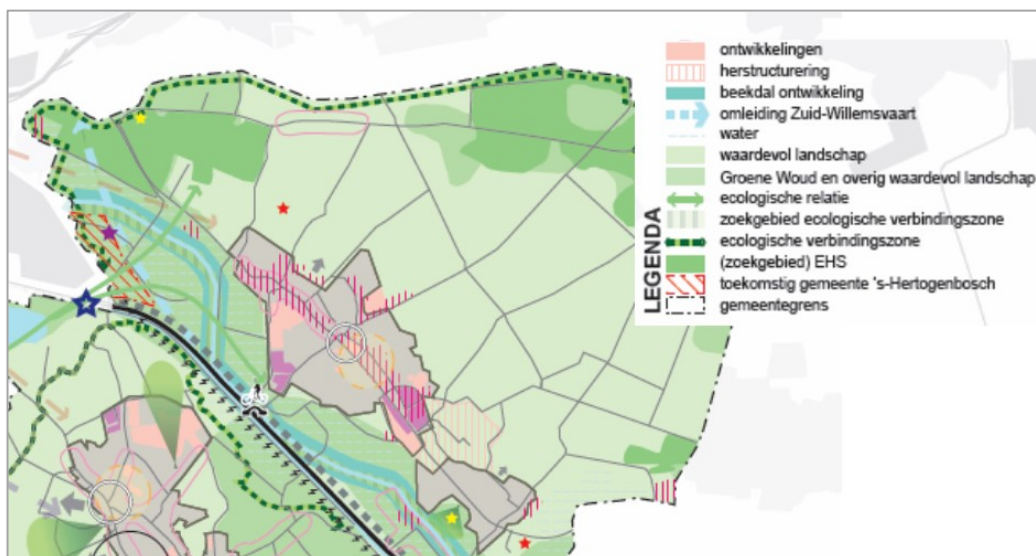 LEGENDA
ontwikkelingen
herstructurering
beekdal ontwikkeling
omleiding Zuid-Willemsvaart
water
waardevol landschap
Groene Woud en overig waardevol landschap
ecologische relatie
zoekgebied ecologische verbindingszone
ecologische verbindingszone
(zoekgebied) EHS
toekomstig gemeente 's-Hertogenbosch
gemeentegrens